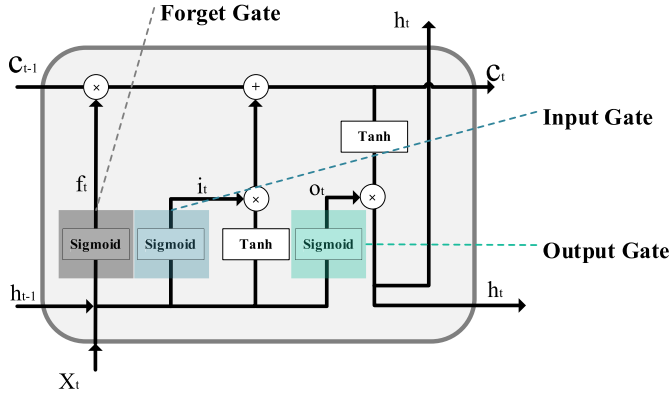 Forget Gate
hₜ
Cₜ₋₁
×
+
Cₜ
Input Gate
Tanh
fₜ
iₜ
×
oₜ
×
Sigmoid
Sigmoid
Tanh
Sigmoid
Output Gate
hₜ₋₁
hₜ
Xₜ